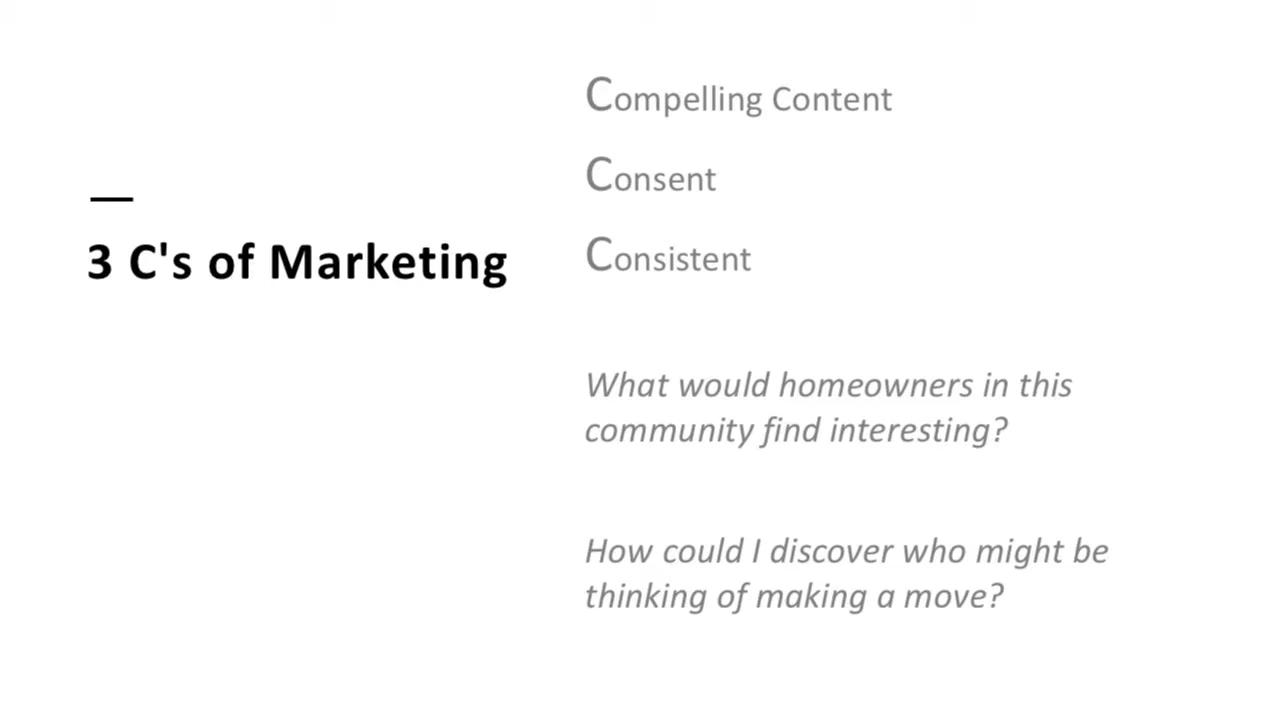 3 C's of Marketing
Compelling Content
Consent
Consistent
What would homeowners in this
community find interesting?
How could I discover who might be
thinking of making a move?